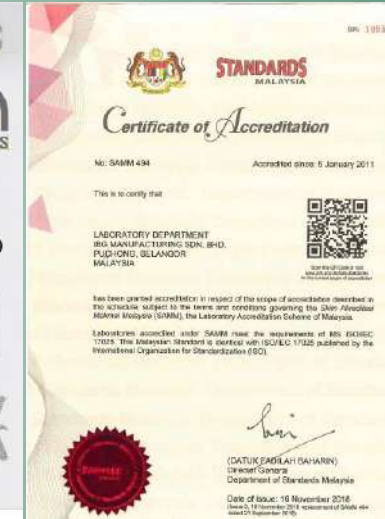 STANDARDS
MALAYSIA
Certificate of Accreditation
No: SAMM 494
Accredited since: 5 January 2011
This is to certify that
LABORATORY DEPARTMENT
IBG MANUFACTURING SDN. BHD.
PUCHONG, SELANGOR
MALAYSIA
has been granted accreditation in respect of the scope of accreditation described in
the schedule subject to the terms and conditions governing the Skim Akreditasi
Makmal Malaysia (SAMM), the Laboratory Accreditation Scheme of Malaysia.
Laboratories accredited under SAMM meet the requirements of MS ISO/IEC
17025. This Malaysian Standard is identical with ISO/IEC 17025 published by the
International Organization for Standardization (ISO).
(DATUK FADILAH BAHARIN)
Director General
Department of Standards Malaysia
Date of Issue: 16 November 2018